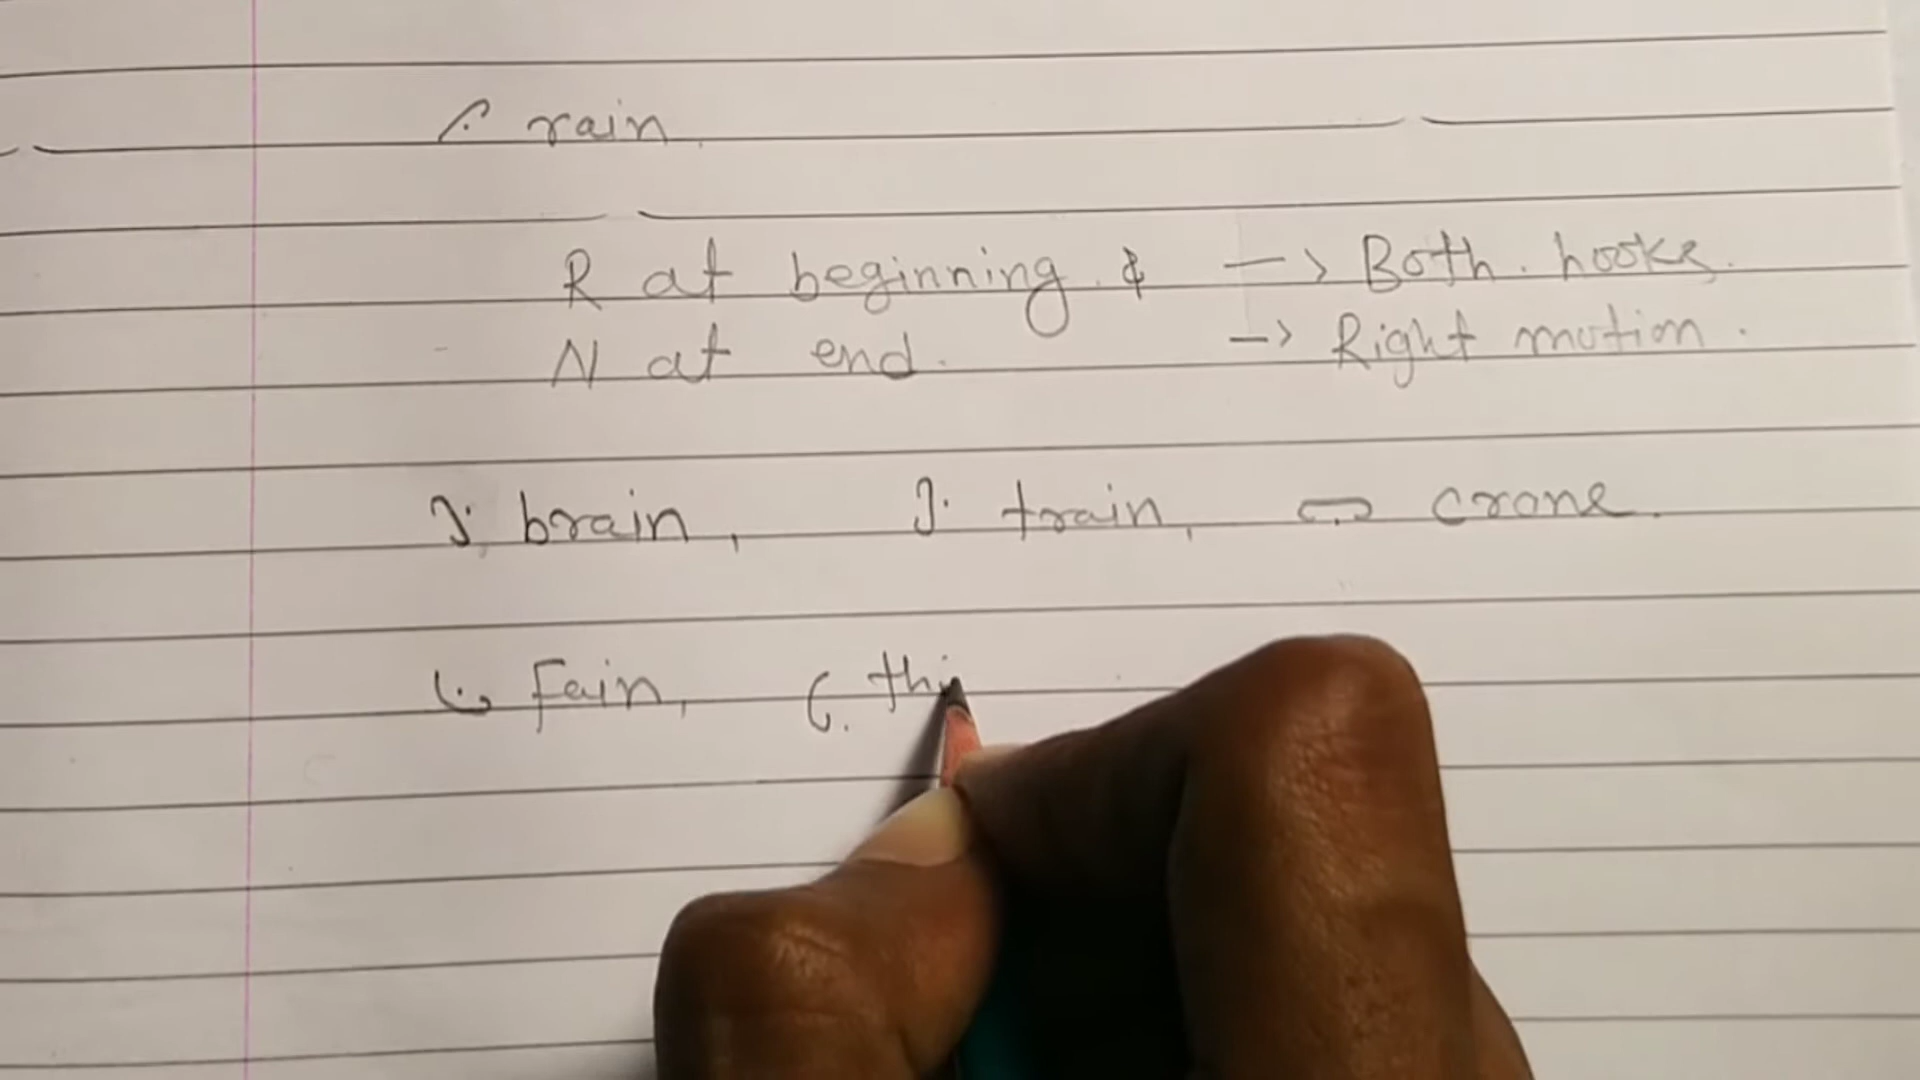 rain
R at beginning & → Both hooks.
N at end. → Right motion.
brain, train, crane.
Fain, thi